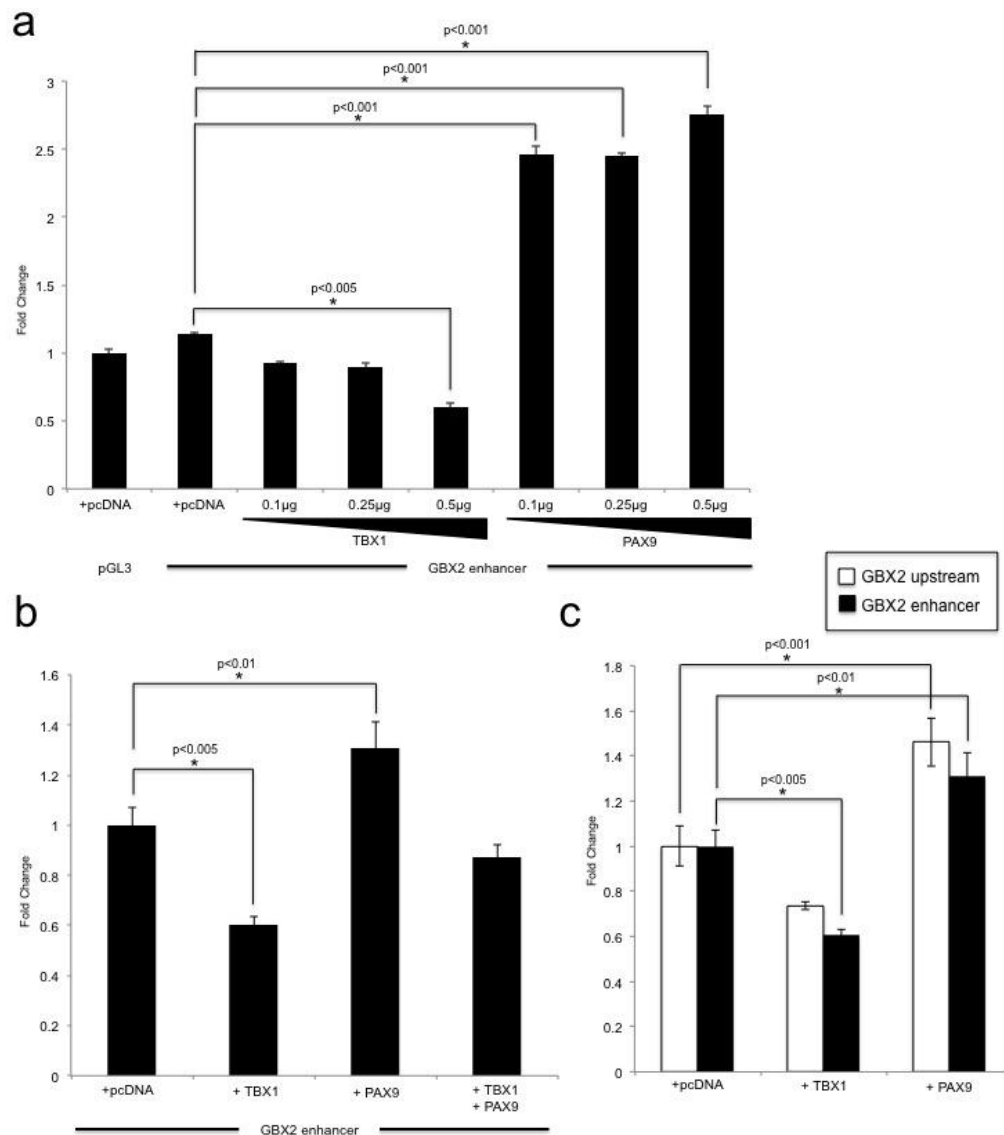 a
p<0.001
*
p<0.001
*
p<0.001
*
p<0.005
*
Fold Change
3
2.5
2
1.5
1
0.5
0
+pcDNA +pcDNA 0.1µg 0.25µg 0.5µg 0.1µg 0.25µg 0.5µg
TBX1 PAX9
pGL3 GBX2 enhancer
b
p<0.01
*
p<0.005
*
Fold Change
1.6
1.4
1.2
1
0.8
0.6
0.4
0.2
0
+pcDNA + TBX1 + PAX9 + TBX1
+ PAX9
GBX2 enhancer
c
GBX2 upstream
GBX2 enhancer
p<0.001
*
p<0.01
*
p<0.005
*
Fold Change
1.8
1.6
1.4
1.2
1
0.8
0.6
0.4
0.2
0
+pcDNA + TBX1 + PAX9